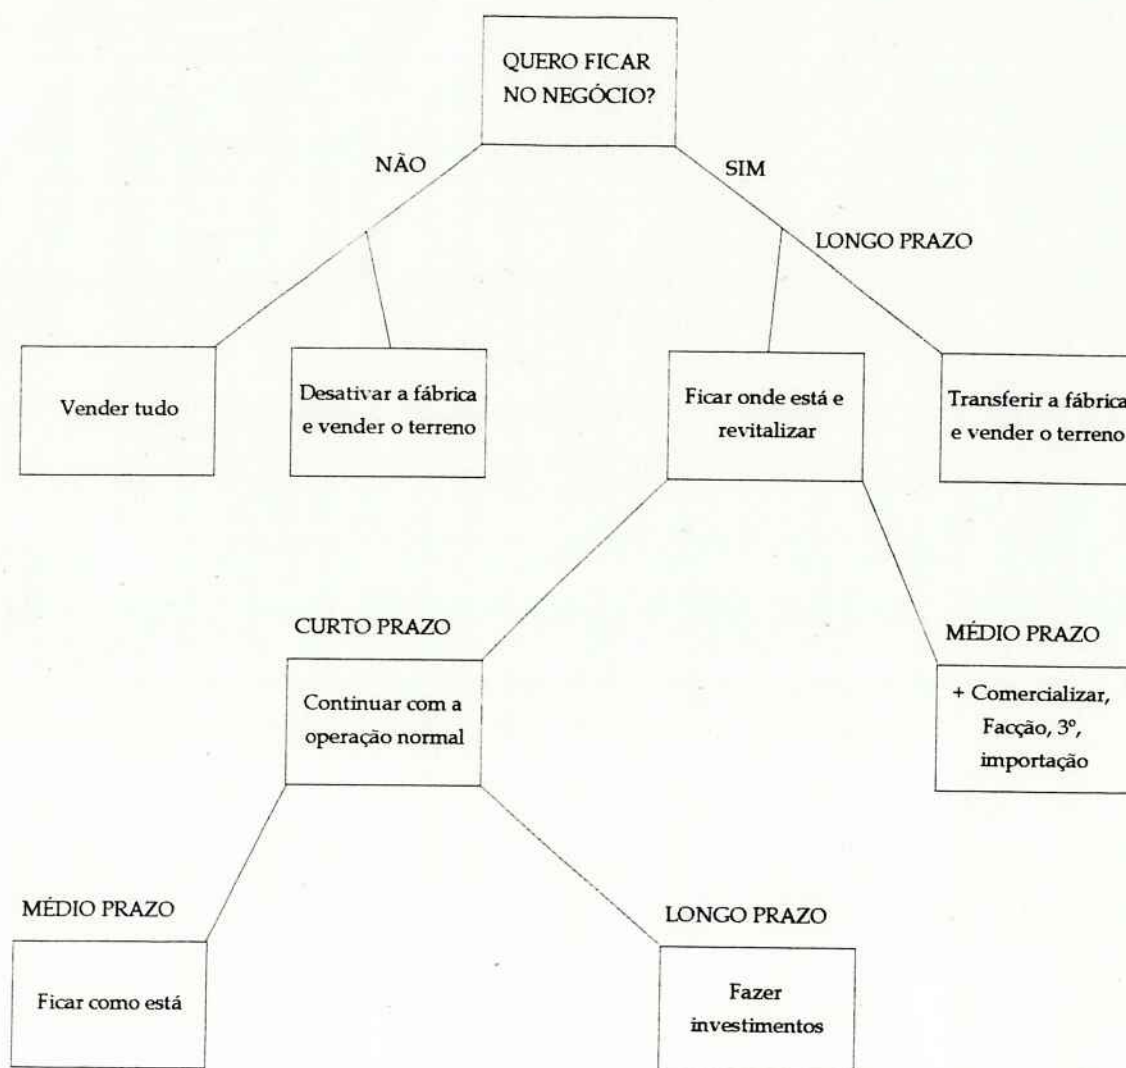 QUERO FICAR
NO NEGÓCIO?
NÃO
SIM
LONGO PRAZO
Vender tudo
Desativar a fábrica
e vender o terreno
Ficar onde está e
revitalizar
Transferir a fábrica
e vender o terreno
CURTO PRAZO
MÉDIO PRAZO
Continuar com a
operação normal
+ Comercializar,
Facção, 3º,
importação
MÉDIO PRAZO
LONGO PRAZO
Ficar como está
Fazer
investimentos